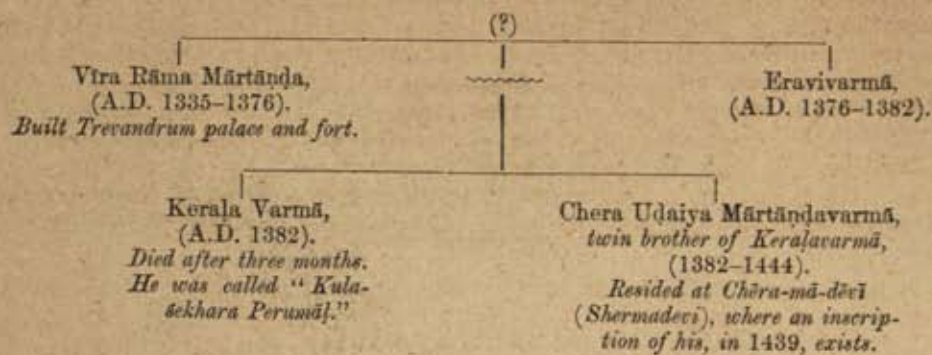 (?)
Vīra Rāma Mārtāṇḍa,
(A.D. 1335–1376).
Built Trevandrum palace and fort.
Eravivarmā,
(A.D. 1376–1382).
Keraḷa Varmā,
(A.D. 1382).
Died after three months.
He was called “Kula-
śekhara Perumāḷ.”
Chera Uḍaiya Mārtāṇḍavarmā,
twin brother of Keraḷavarmā,
(1382–1444).
Resided at Chēra-mā-dēvī
(Shermadevi), where an inscrip-
tion of his, in 1439, exists.